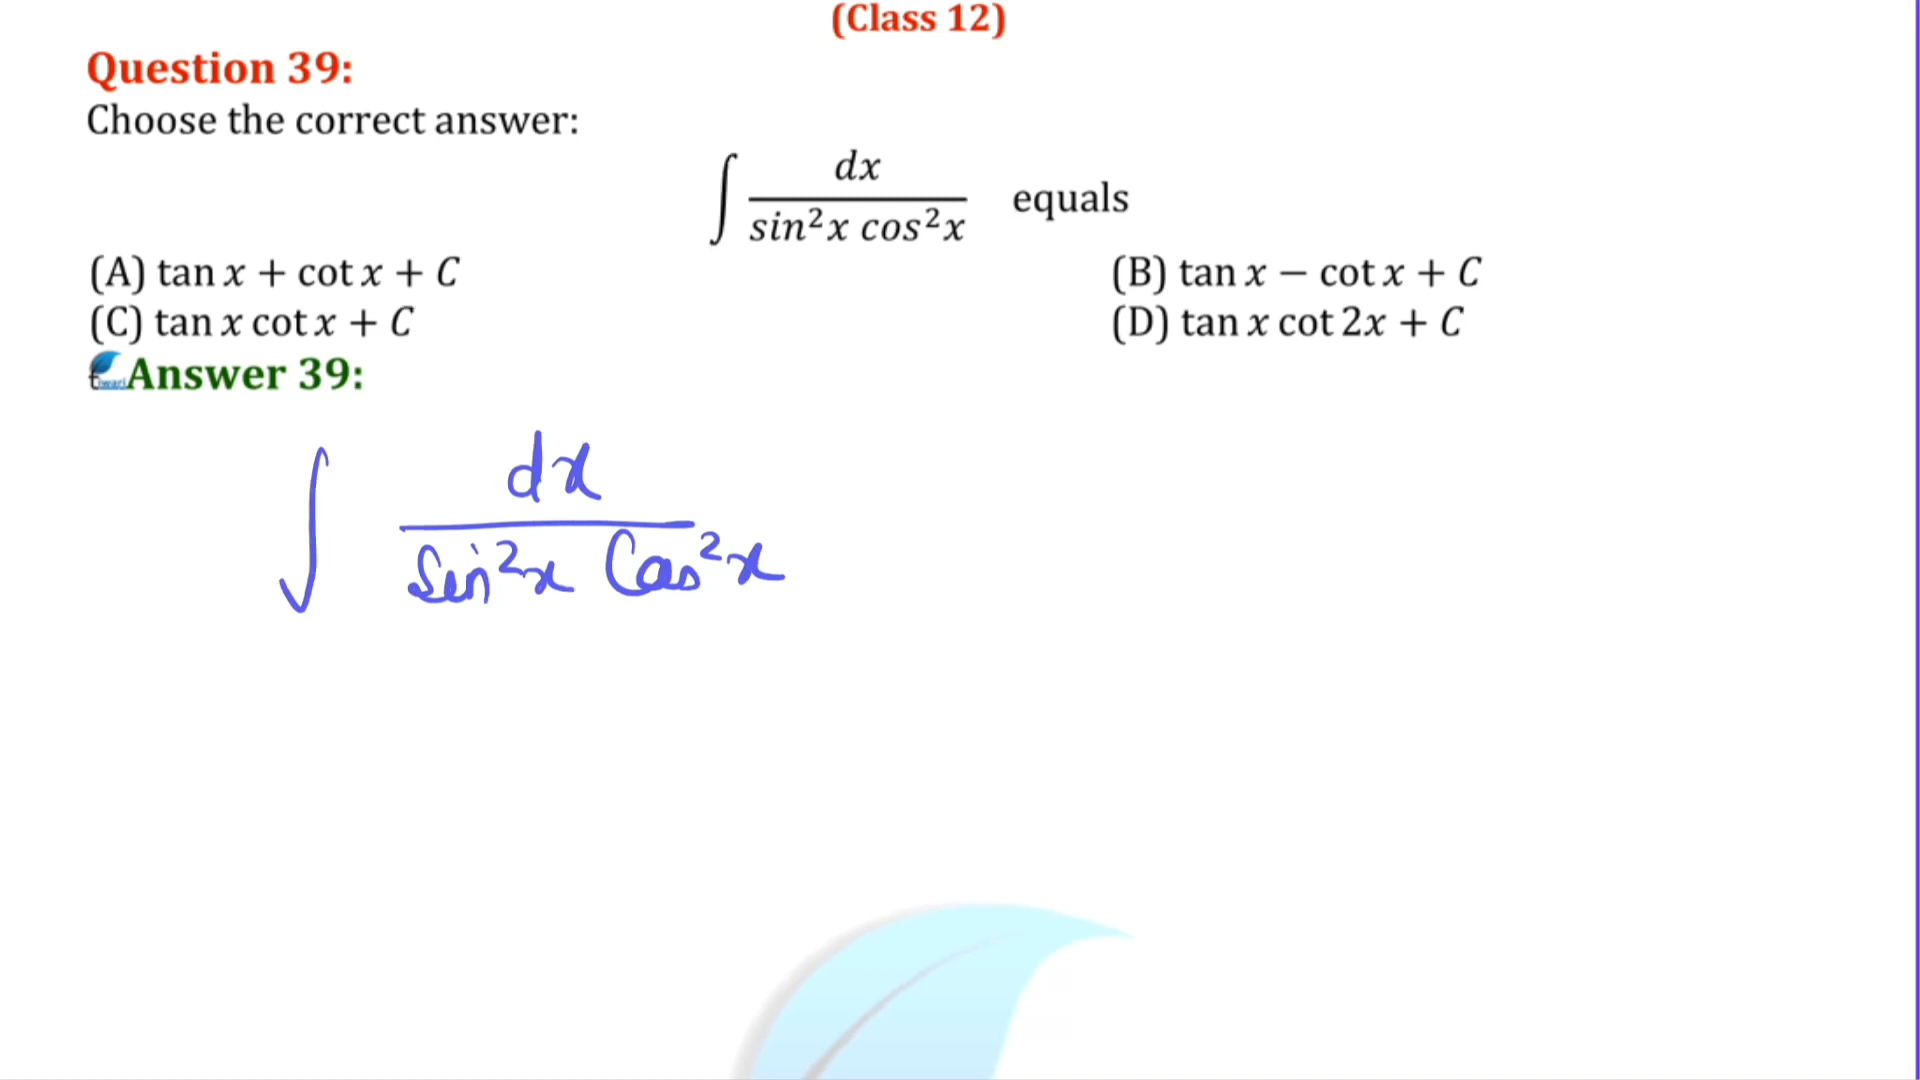 (Class 12)
Question 39:
Choose the correct answer:
∫ dx / sin²x cos²x equals
(A) tan x + cot x + C (B) tan x − cot x + C
(C) tan x cot x + C (D) tan x cot 2x + C
Answer 39:
∫ dx / Sin²x Cos²x